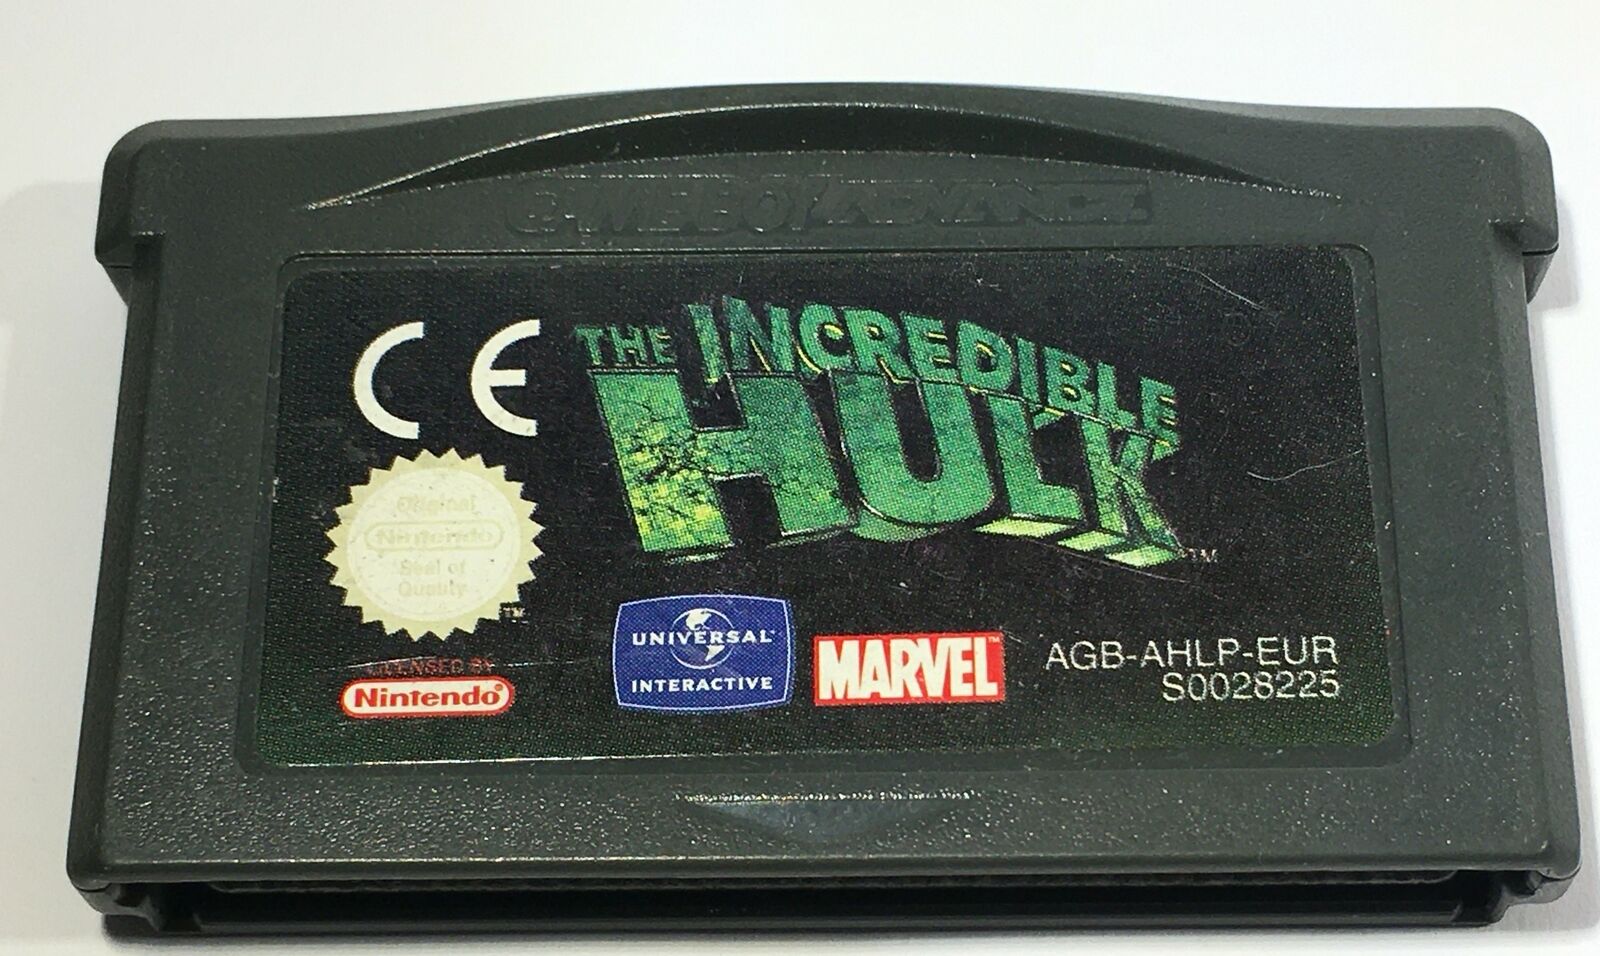 GAME BOY ADVANCE
CE
THE INCREDIBLE
HULK
TM
Original
Nintendo
Seal of
Quality
TM
LICENSED BY
Nintendo®
UNIVERSAL
INTERACTIVE
MARVEL
TM
AGB-AHLP-EUR
S0028225